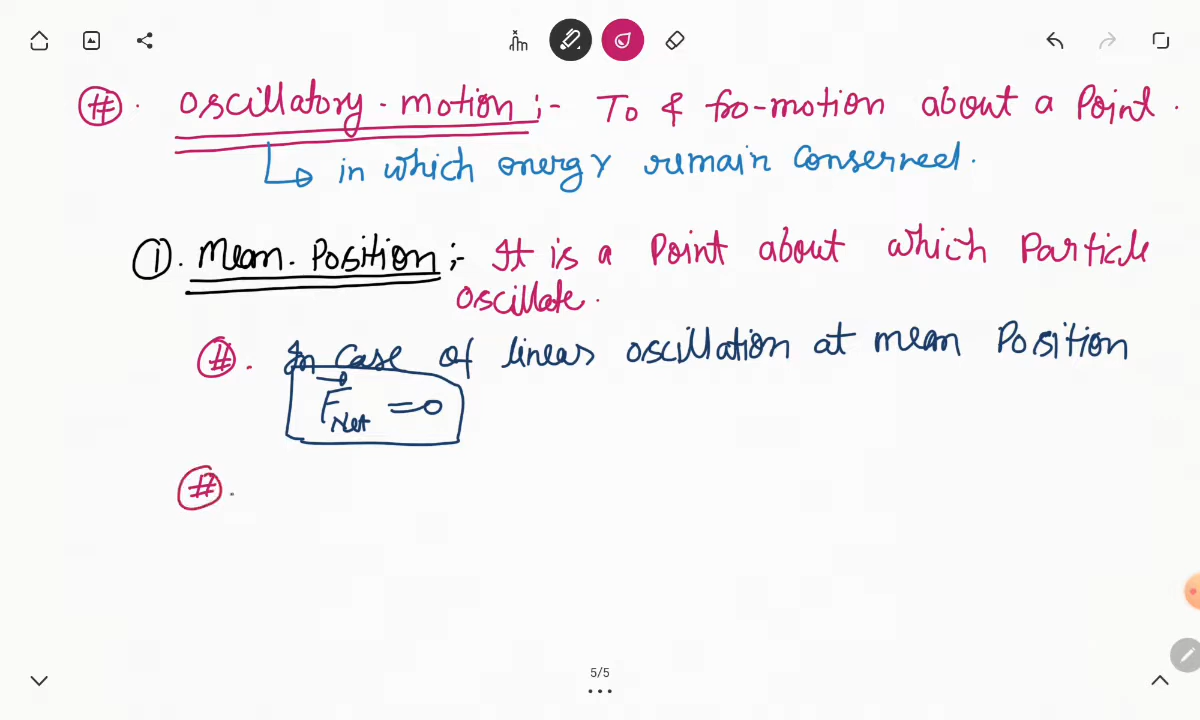 # . Oscillatory - motion :- To & fro-motion about a Point .
in which energy remain conserved.
1. Mean. Position :- It is a Point about which Particle
oscillate.
# . In Case of linear oscillation at mean Position
F Net = 0
# .
5/5